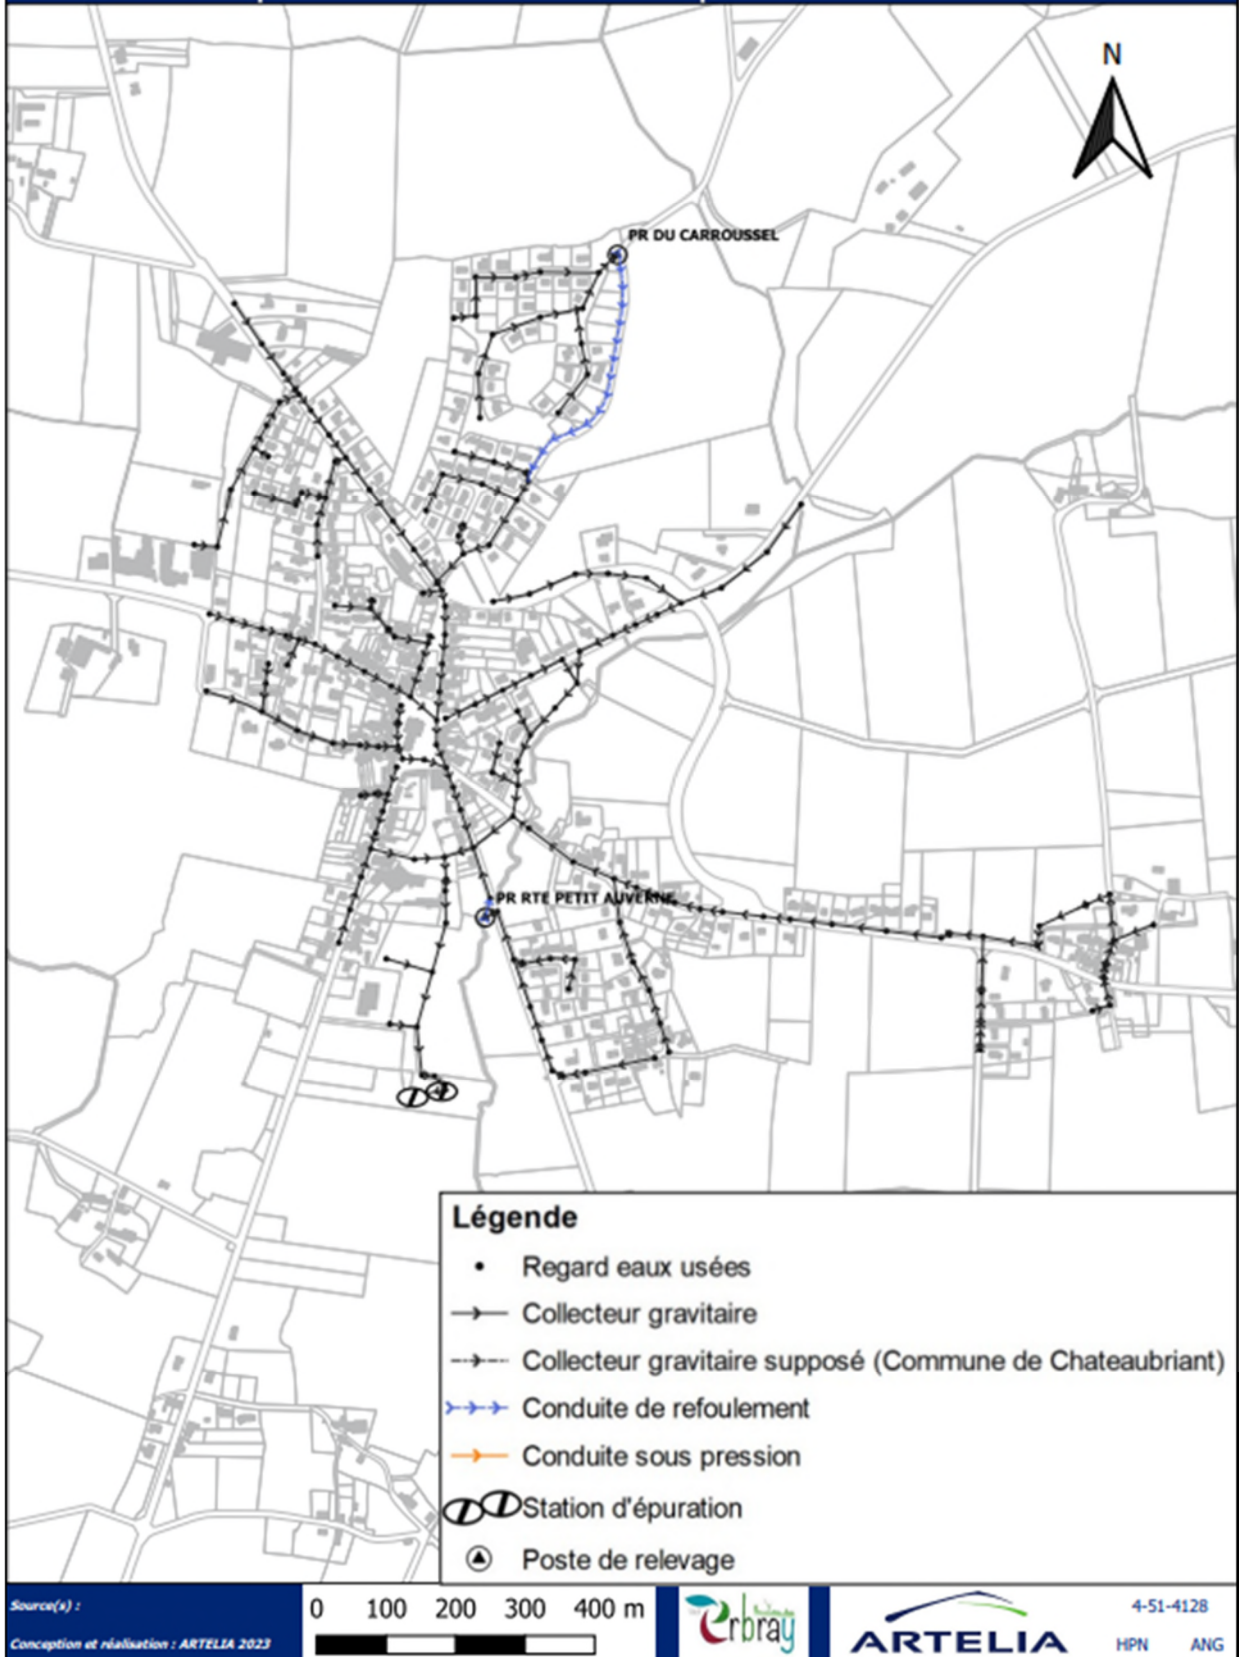 N
PR DU CARROUSSEL
PR RTE PETIT AUVERNE
Légende
Regard eaux usées
Collecteur gravitaire
Collecteur gravitaire supposé (Commune de Chateaubriant)
Conduite de refoulement
Conduite sous pression
Station d'épuration
Poste de relevage
Source(s) :
Conception et réalisation : ARTELIA 2023
0 100 200 300 400 m
Erbray
ARTELIA
4-51-4128
HPN ANG